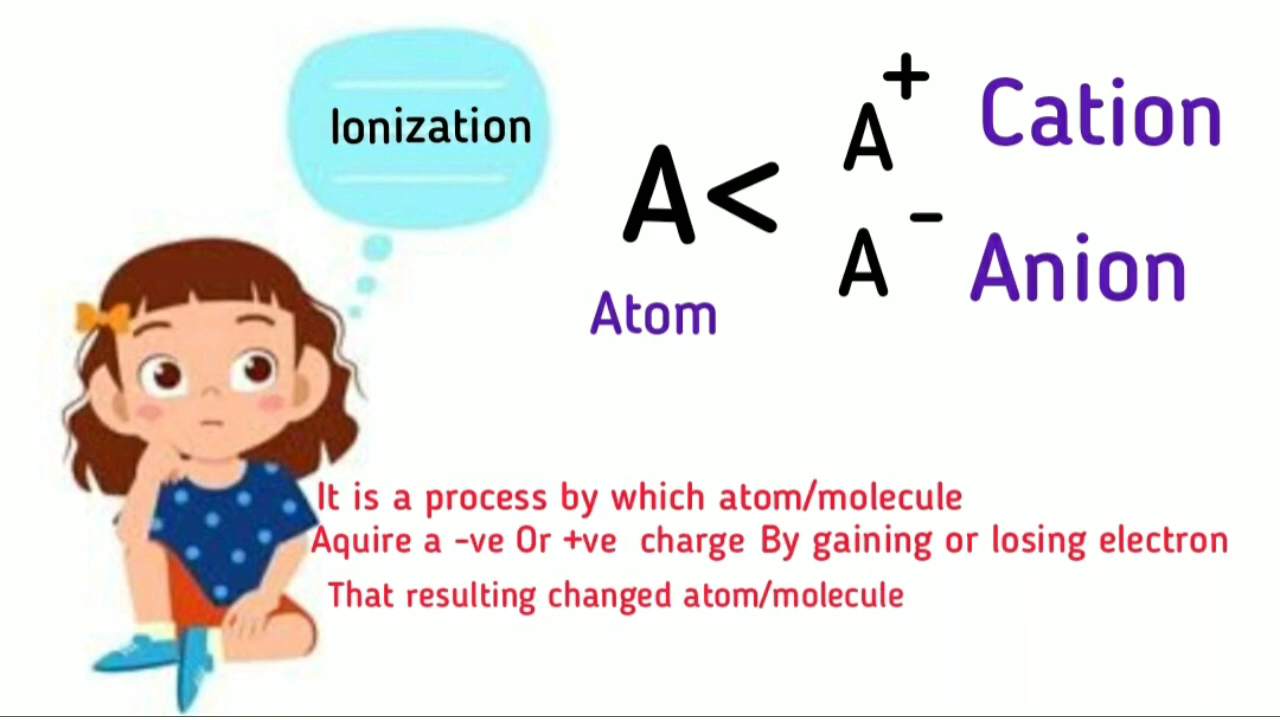 Ionization
A<
Atom
A+ Cation
A- Anion
It is a process by which atom/molecule
Aquire a -ve Or +ve charge By gaining or losing electron
That resulting changed atom/molecule